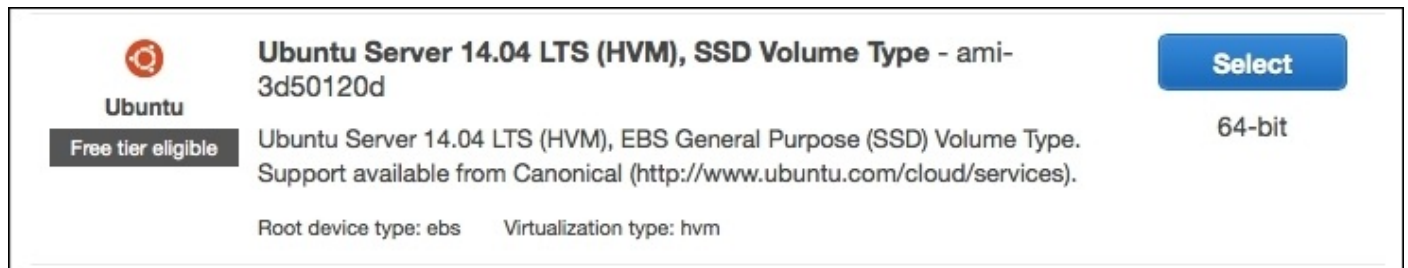 Ubuntu
Free tier eligible
Ubuntu Server 14.04 LTS (HVM), SSD Volume Type - ami-
3d50120d
Ubuntu Server 14.04 LTS (HVM), EBS General Purpose (SSD) Volume Type.
Support available from Canonical (http://www.ubuntu.com/cloud/services).
Root device type: ebs Virtualization type: hvm
Select
64-bit